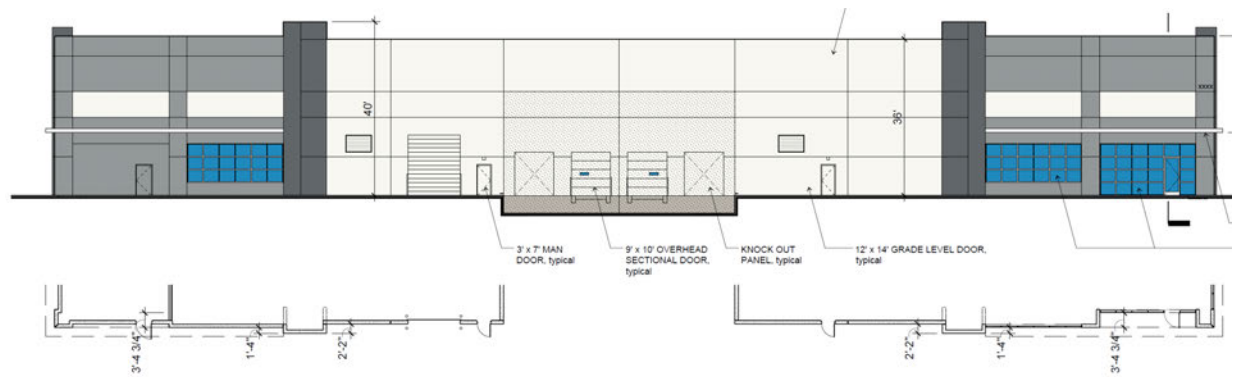 40'
36'
XXXX
3' x 7' MAN
DOOR, typical
9' x 10' OVERHEAD
SECTIONAL DOOR,
typical
KNOCK OUT
PANEL, typical
12' x 14' GRADE LEVEL DOOR,
typical
3'-4 3/4"
1'-4"
2'-2"
2'-2"
1'-4"
3'-4 3/4"